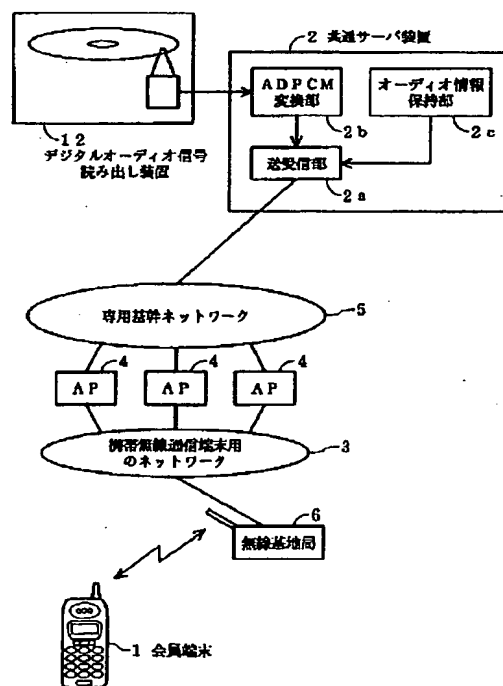 2 共通サーバ装置
ADPCM
変換部
2b
オーディオ情報
保持部
2c
送受信部
2a
12
デジタルオーディオ信号
読み出し装置
専用基幹ネットワーク
5
AP
4
AP
4
AP
4
携帯無線通信端末用
のネットワーク
3
6
無線基地局
1 会員端末